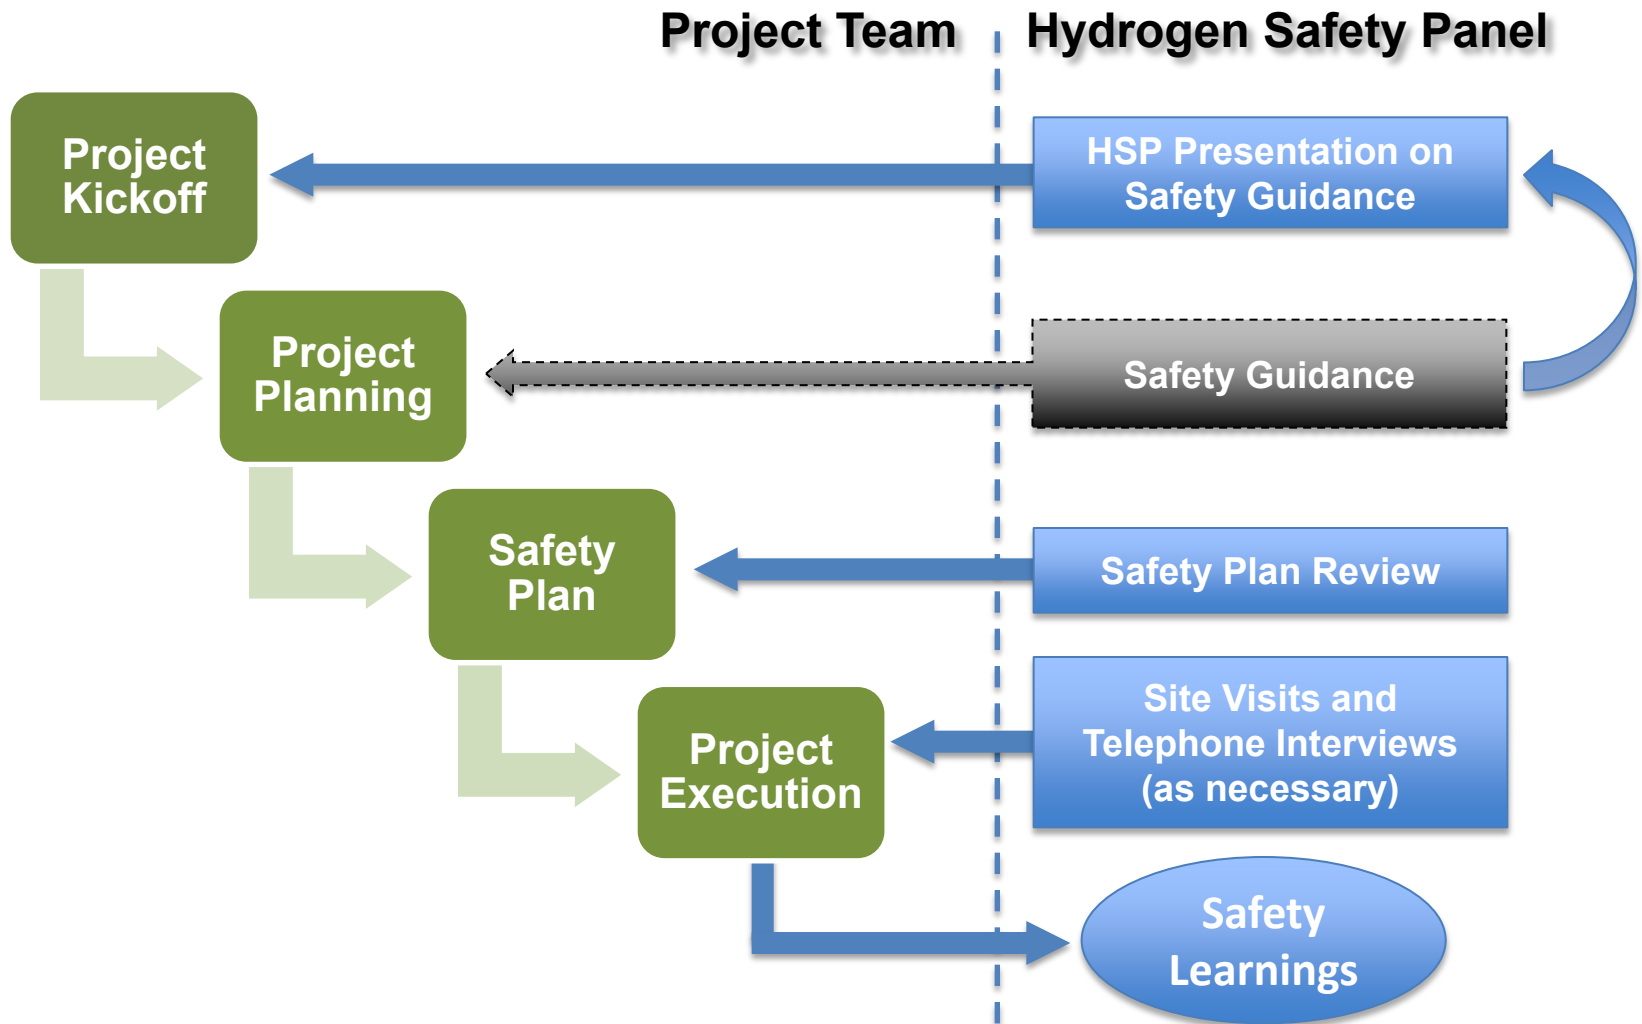 Project Team
Hydrogen Safety Panel
Project
Kickoff
HSP Presentation on
Safety Guidance
Project
Planning
Safety Guidance
Safety
Plan
Safety Plan Review
Project
Execution
Site Visits and
Telephone Interviews
(as necessary)
Safety
Learnings